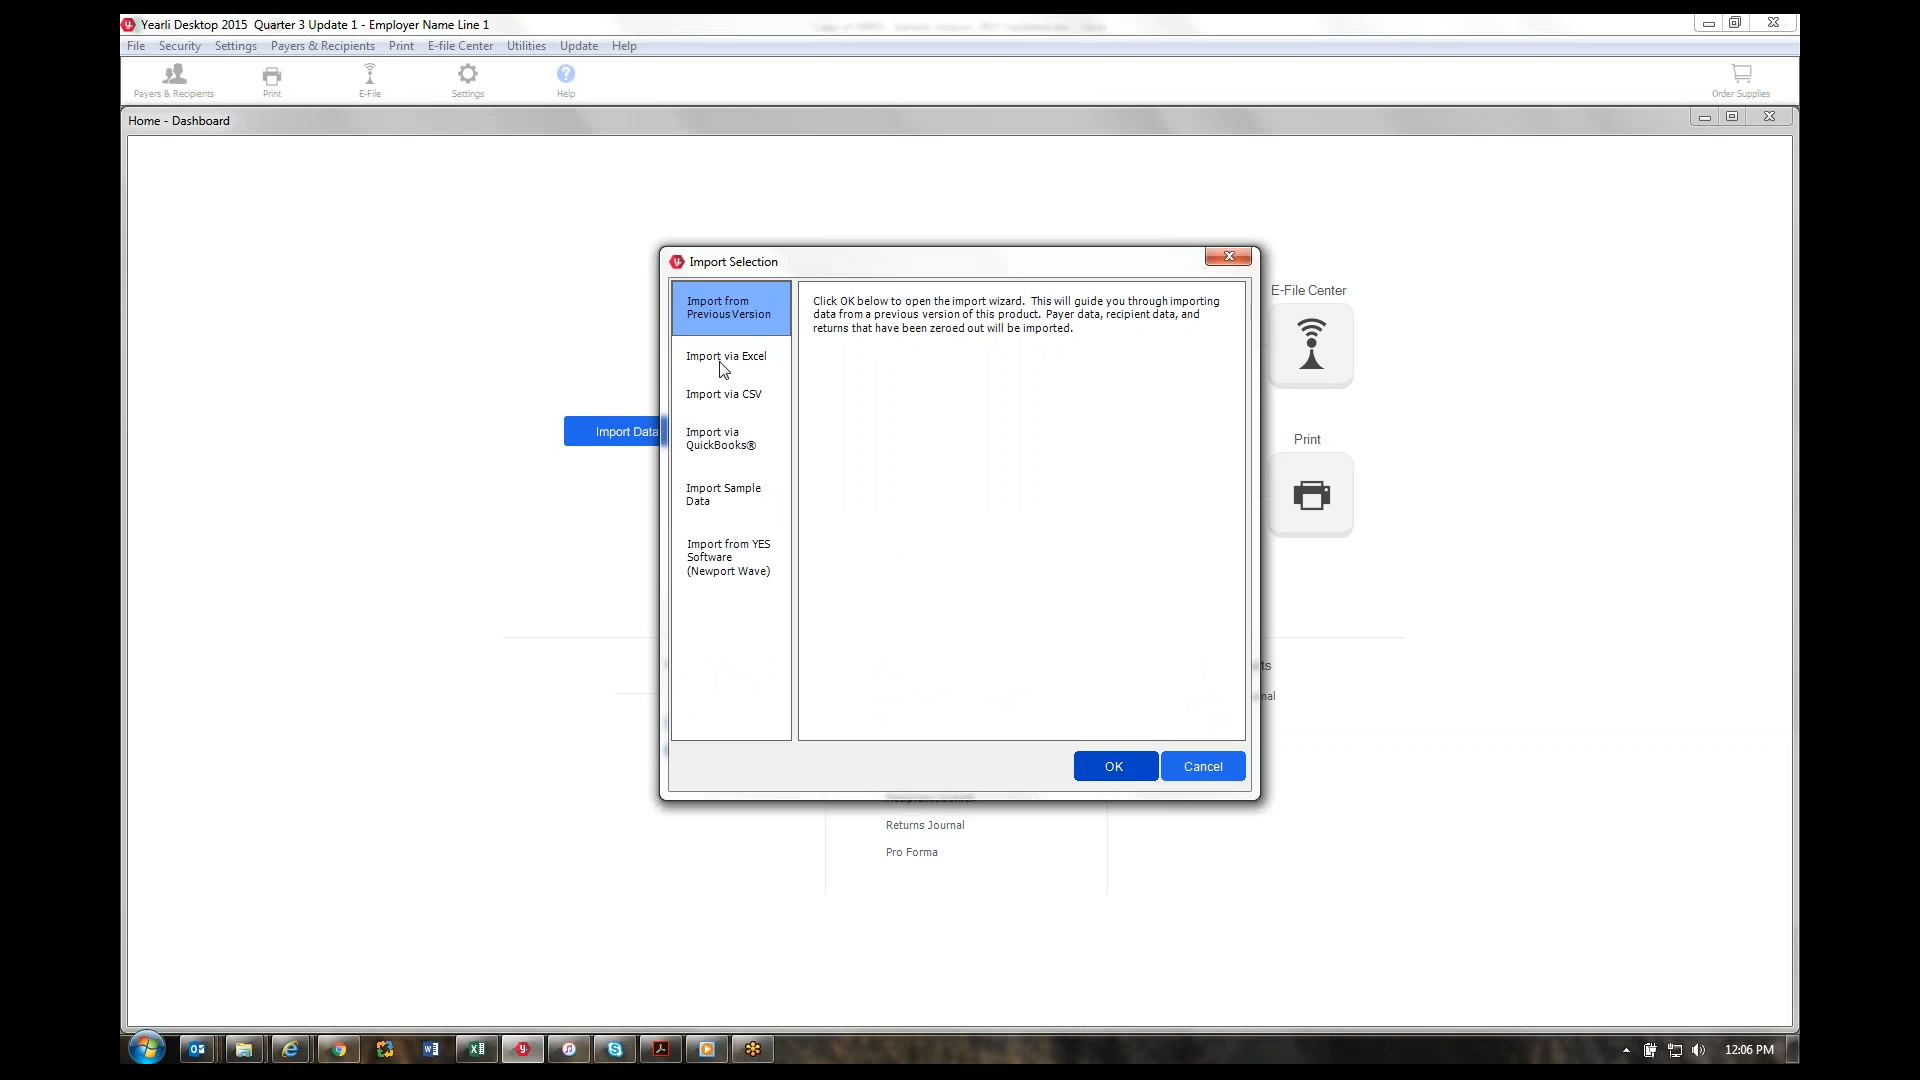 Yearli Desktop 2015  Quarter 3 Update 1 - Employer Name Line 1
File  Security  Settings  Payers & Recipients  Print  E-file Center  Utilities  Update  Help
Payers & Recipients  Print  E-File  Settings  Help  Order Supplies
Home - Dashboard
Import Selection
Import from
Previous Version
Import via Excel
Import via CSV
Import via
QuickBooks®
Import Sample
Data
Import from YES
Software
(Newport Wave)
Click OK below to open the import wizard.  This will guide you through importing
data from a previous version of this product.  Payer data, recipient data, and
returns that have been zeroed out will be imported.
OK  Cancel
Import Data
E-File Center
Print
ts
nal
Returns Journal
Pro Forma
12:06 PM